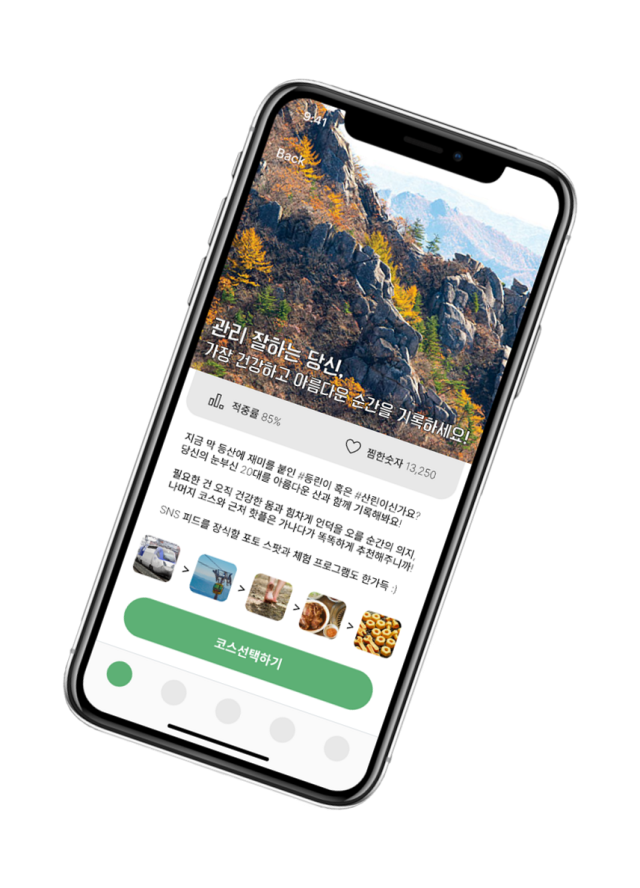 9:41
Back
관리 잘하는 당신,
가장 건강하고 아름다운 순간을 기록하세요!
적중률 85%
찜한숫자 13,250
지금 막 등산에 재미를 붙인 #등린이 혹은 #산린이신가요?
당신의 눈부신 20대를 아름다운 산과 함께 기록해봐요!
필요한 건 오직 건강한 몸과 힘차게 언덕을 오를 순간의 의지,
나머지 코스와 근처 핫플은 가나다가 똑똑하게 추천해주니까!
SNS 피드를 장식할 포토 스팟과 체험 프로그램도 한가득 :)
> > > >
코스선택하기